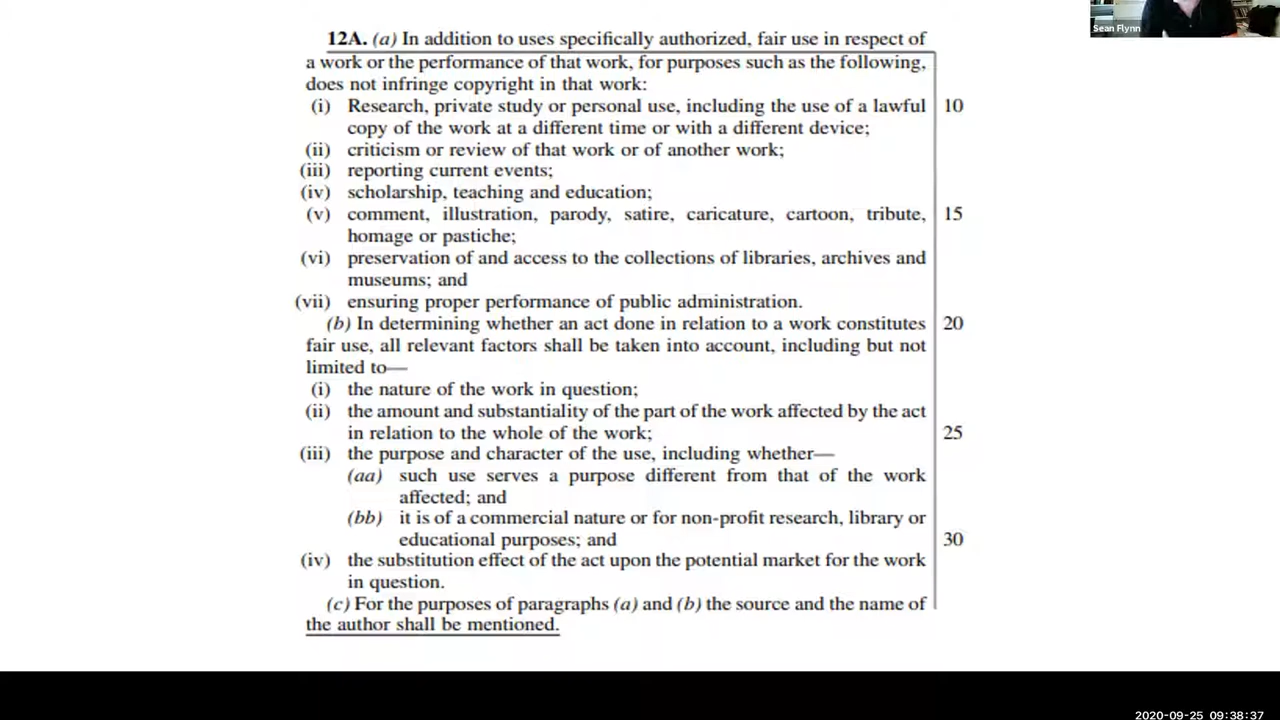 Sean Flynn
12A. (a) In addition to uses specifically authorized, fair use in respect of
a work or the performance of that work, for purposes such as the following,
does not infringe copyright in that work:
(i) Research, private study or personal use, including the use of a lawful 10
copy of the work at a different time or with a different device;
(ii) criticism or review of that work or of another work;
(iii) reporting current events;
(iv) scholarship, teaching and education;
(v) comment, illustration, parody, satire, caricature, cartoon, tribute, 15
homage or pastiche;
(vi) preservation of and access to the collections of libraries, archives and
museums; and
(vii) ensuring proper performance of public administration.
(b) In determining whether an act done in relation to a work constitutes 20
fair use, all relevant factors shall be taken into account, including but not
limited to—
(i) the nature of the work in question;
(ii) the amount and substantiality of the part of the work affected by the act
in relation to the whole of the work; 25
(iii) the purpose and character of the use, including whether—
(aa) such use serves a purpose different from that of the work
affected; and
(bb) it is of a commercial nature or for non-profit research, library or
educational purposes; and 30
(iv) the substitution effect of the act upon the potential market for the work
in question.
(c) For the purposes of paragraphs (a) and (b) the source and the name of
the author shall be mentioned.
2020-09-25 09:38:37